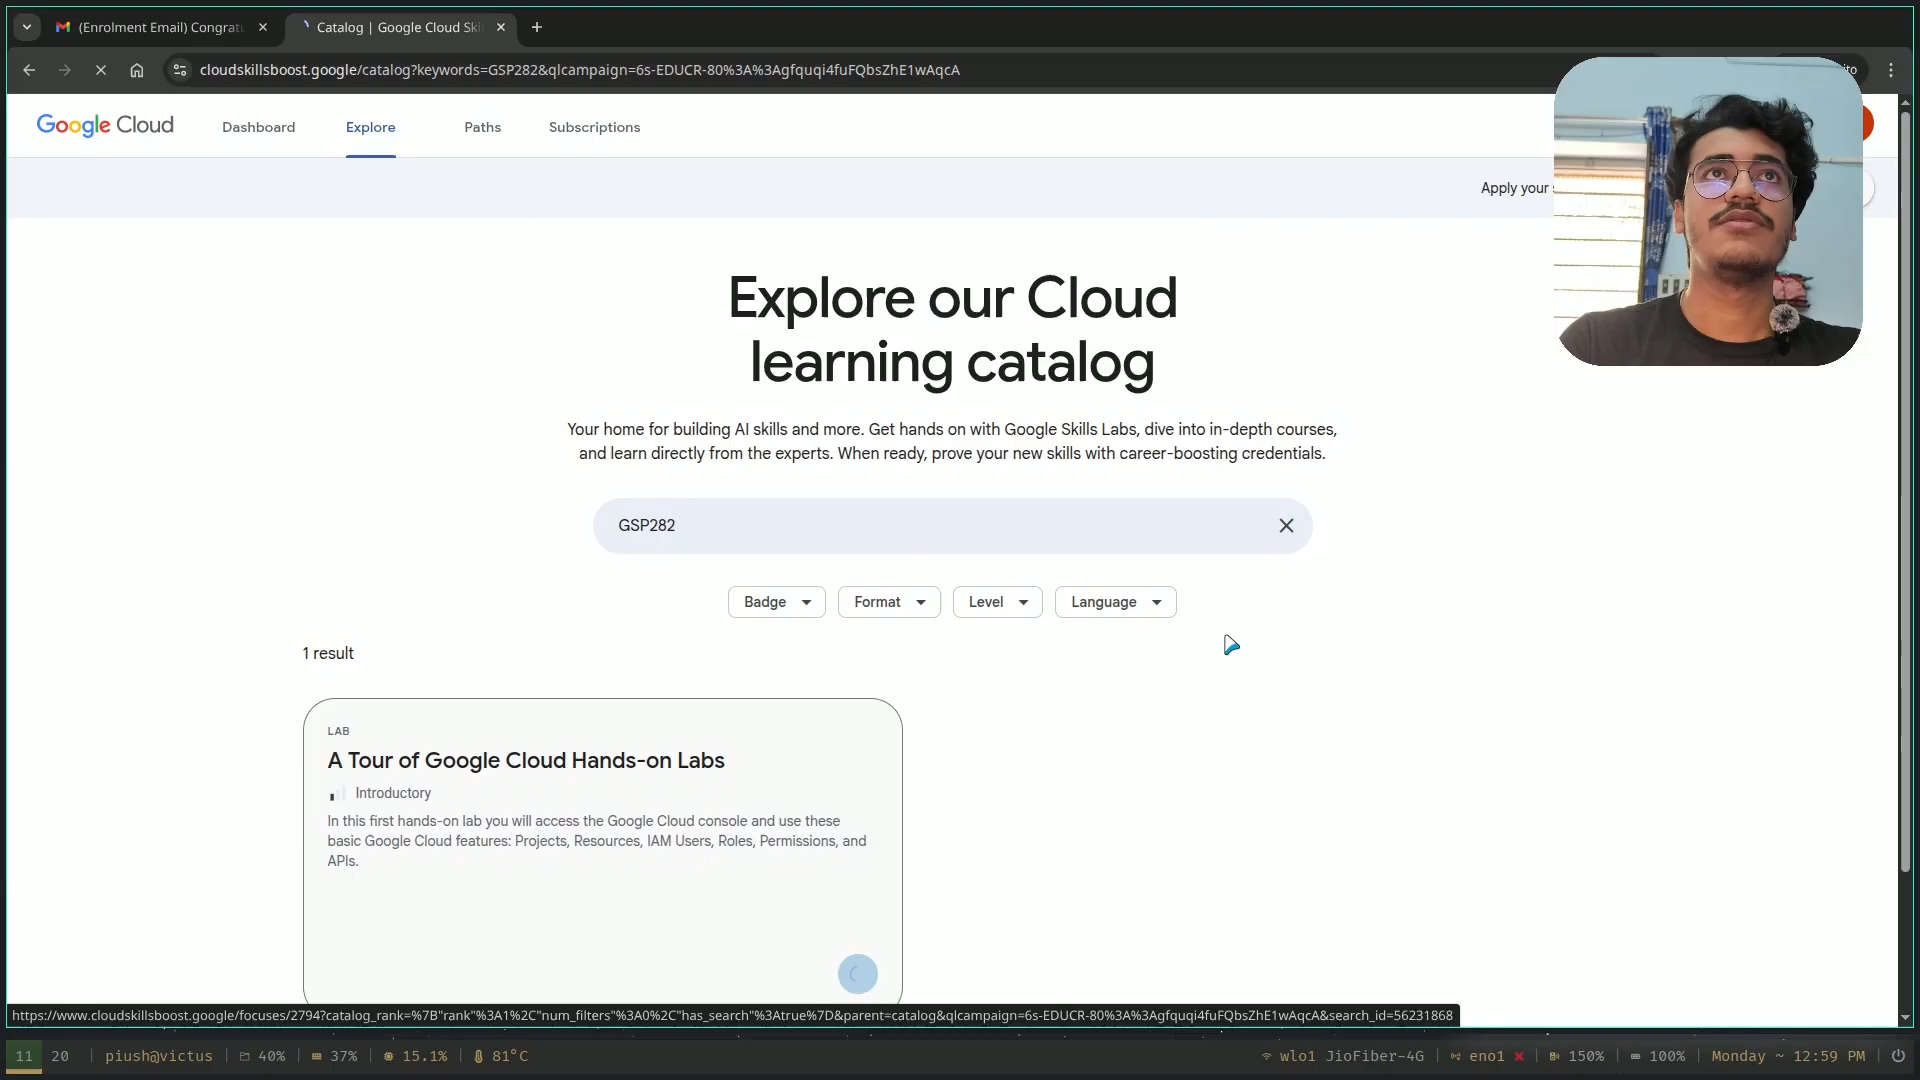 (Enrolment Email) Congratu
Catalog | Google Cloud Ski
cloudskillsboost.google/catalog?keywords=GSP282&qlcampaign=6s-EDUCR-80%3A%3Agfquqi4fuFQbsZhE1wAqcA
ito
Google Cloud
Dashboard
Explore
Paths
Subscriptions
Apply your
Explore our Cloud
learning catalog
Your home for building AI skills and more. Get hands on with Google Skills Labs, dive into in-depth courses,
and learn directly from the experts. When ready, prove your new skills with career-boosting credentials.
GSP282
Badge
Format
Level
Language
1 result
LAB
A Tour of Google Cloud Hands-on Labs
Introductory
In this first hands-on lab you will access the Google Cloud console and use these
basic Google Cloud features: Projects, Resources, IAM Users, Roles, Permissions, and
APIs.
https://www.cloudskillsboost.google/focuses/2794?catalog_rank=%7B"rank"%3A1%2C"num_filters"%3A0%2C"has_search"%3Atrue%7D&parent=catalog&qlcampaign=6s-EDUCR-80%3A%3Agfquqi4fuFQbsZhE1wAqcA&search_id=56231868
11 20 | piush@victus | 40% | 37% | 15.1% | 81°C
wlo1 JioFiber-4G | eno1 | 150% | 100% | Monday ~ 12:59 PM